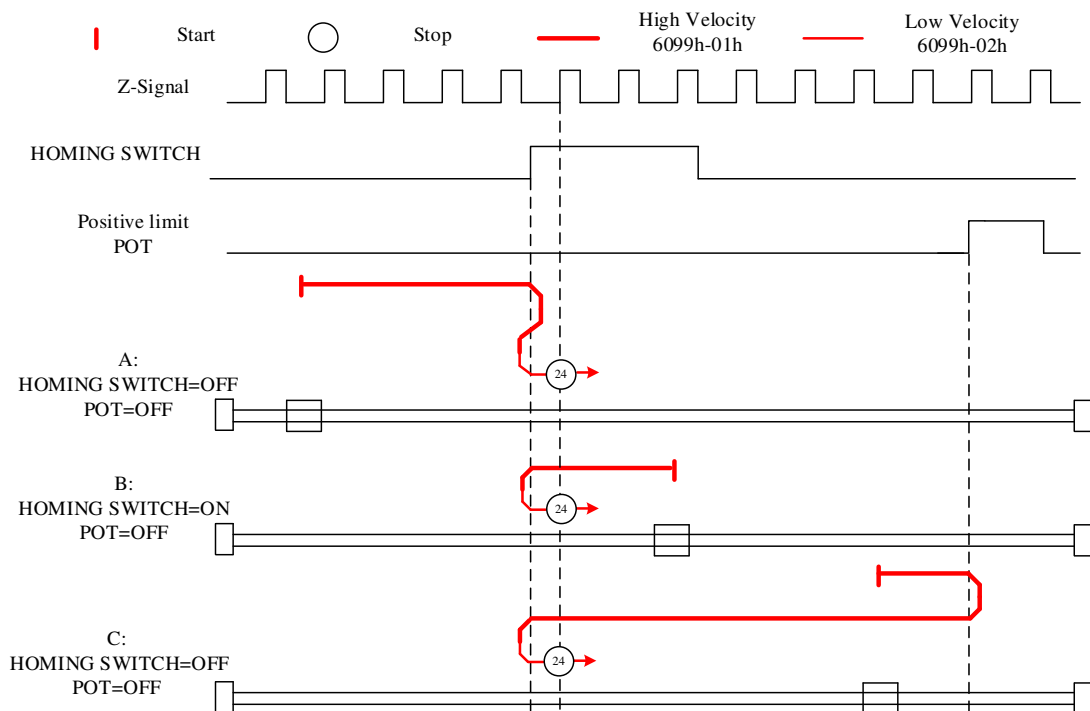 Start
Stop
High Velocity
6099h-01h
Low Velocity
6099h-02h
Z-Signal
HOMING SWITCH
Positive limit
POT
A:
HOMING SWITCH=OFF
POT=OFF
24
B:
HOMING SWITCH=ON
POT=OFF
24
C:
HOMING SWITCH=OFF
POT=OFF
24